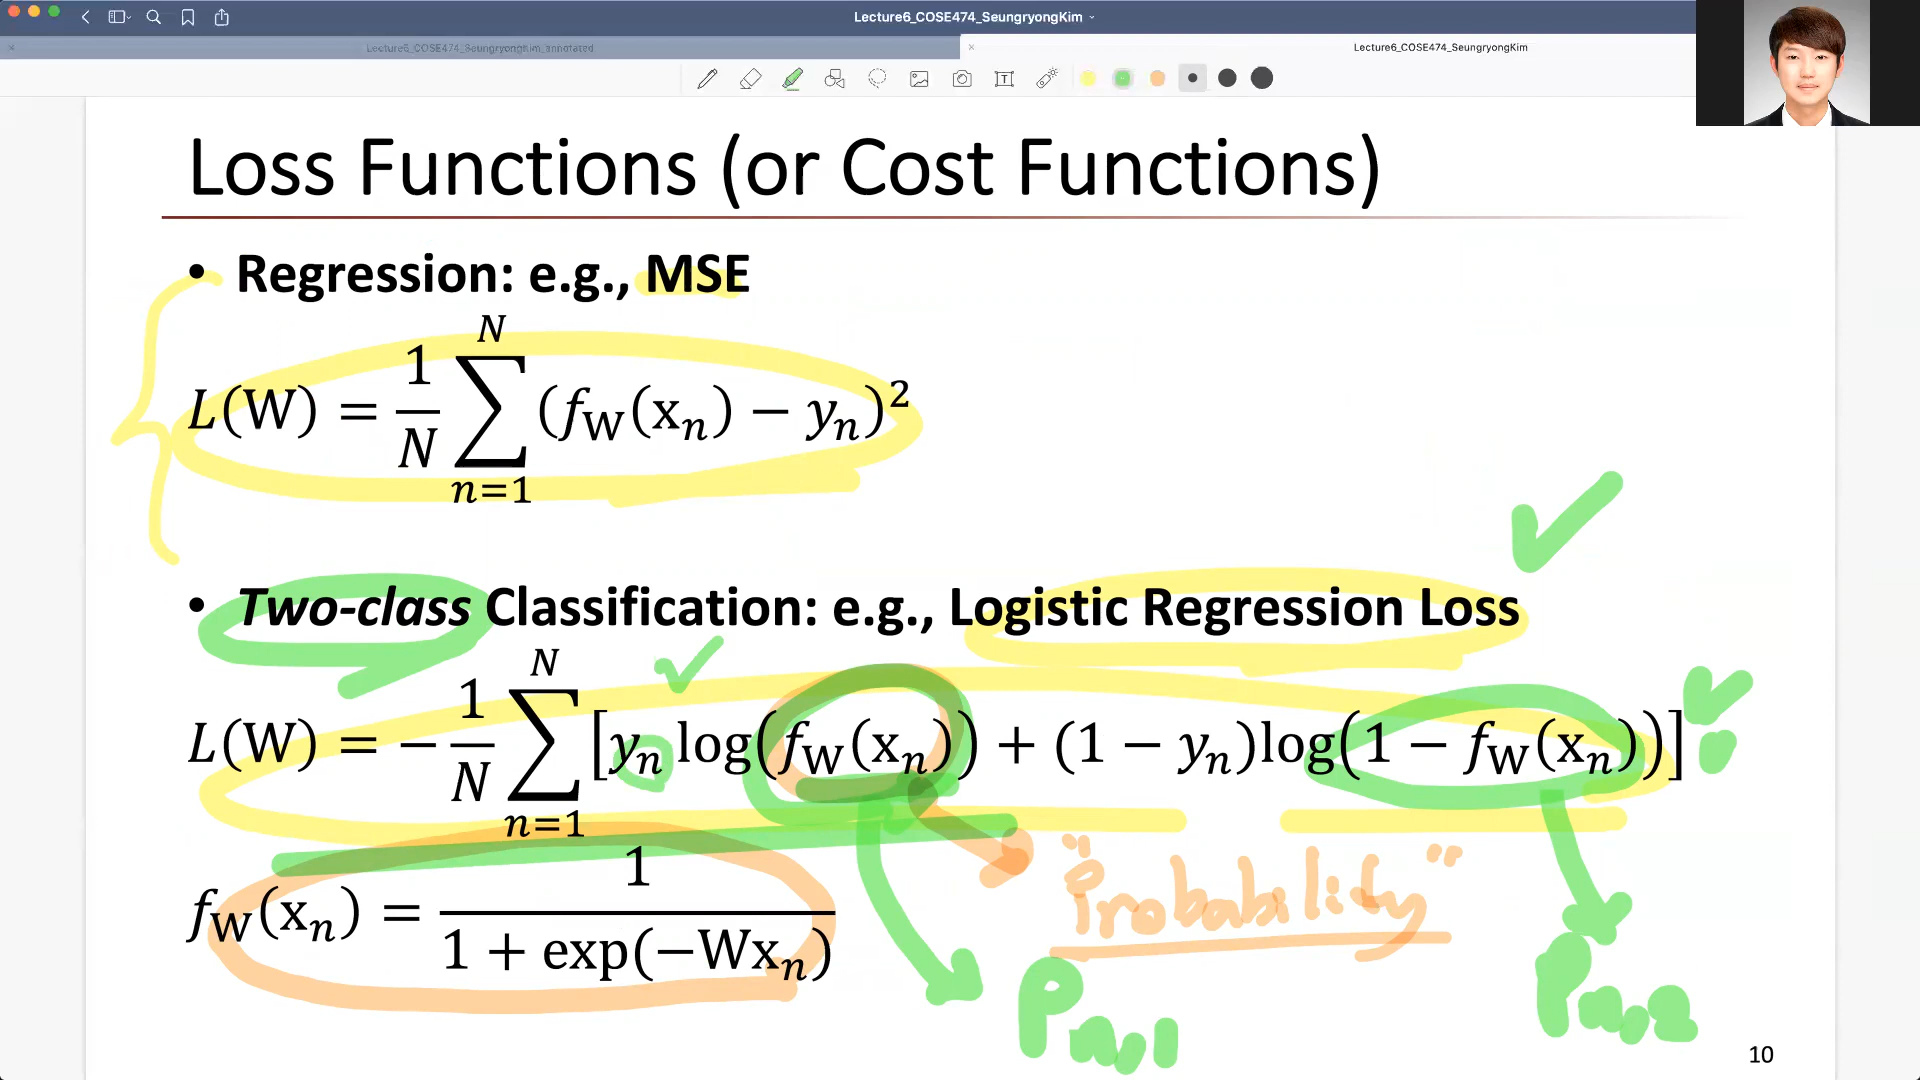 Lecture6_COSE474_SeungryongKim
Lecture6_COSE474_SeungryongKim_annotated
Lecture6_COSE474_SeungryongKim
T
Loss Functions (or Cost Functions)
• Regression: e.g., MSE
L(W) = 1/N ∑_{n=1}^{N} (f_W(x_n) − y_n)²
• Two-class Classification: e.g., Logistic Regression Loss
L(W) = −1/N ∑_{n=1}^{N} [y_n log(f_W(x_n)) + (1 − y_n)log(1 − f_W(x_n))]
f_W(x_n) = 1/(1 + exp(−Wx_n))
"Probability"
P_{n,1}
P_{n,2}
10